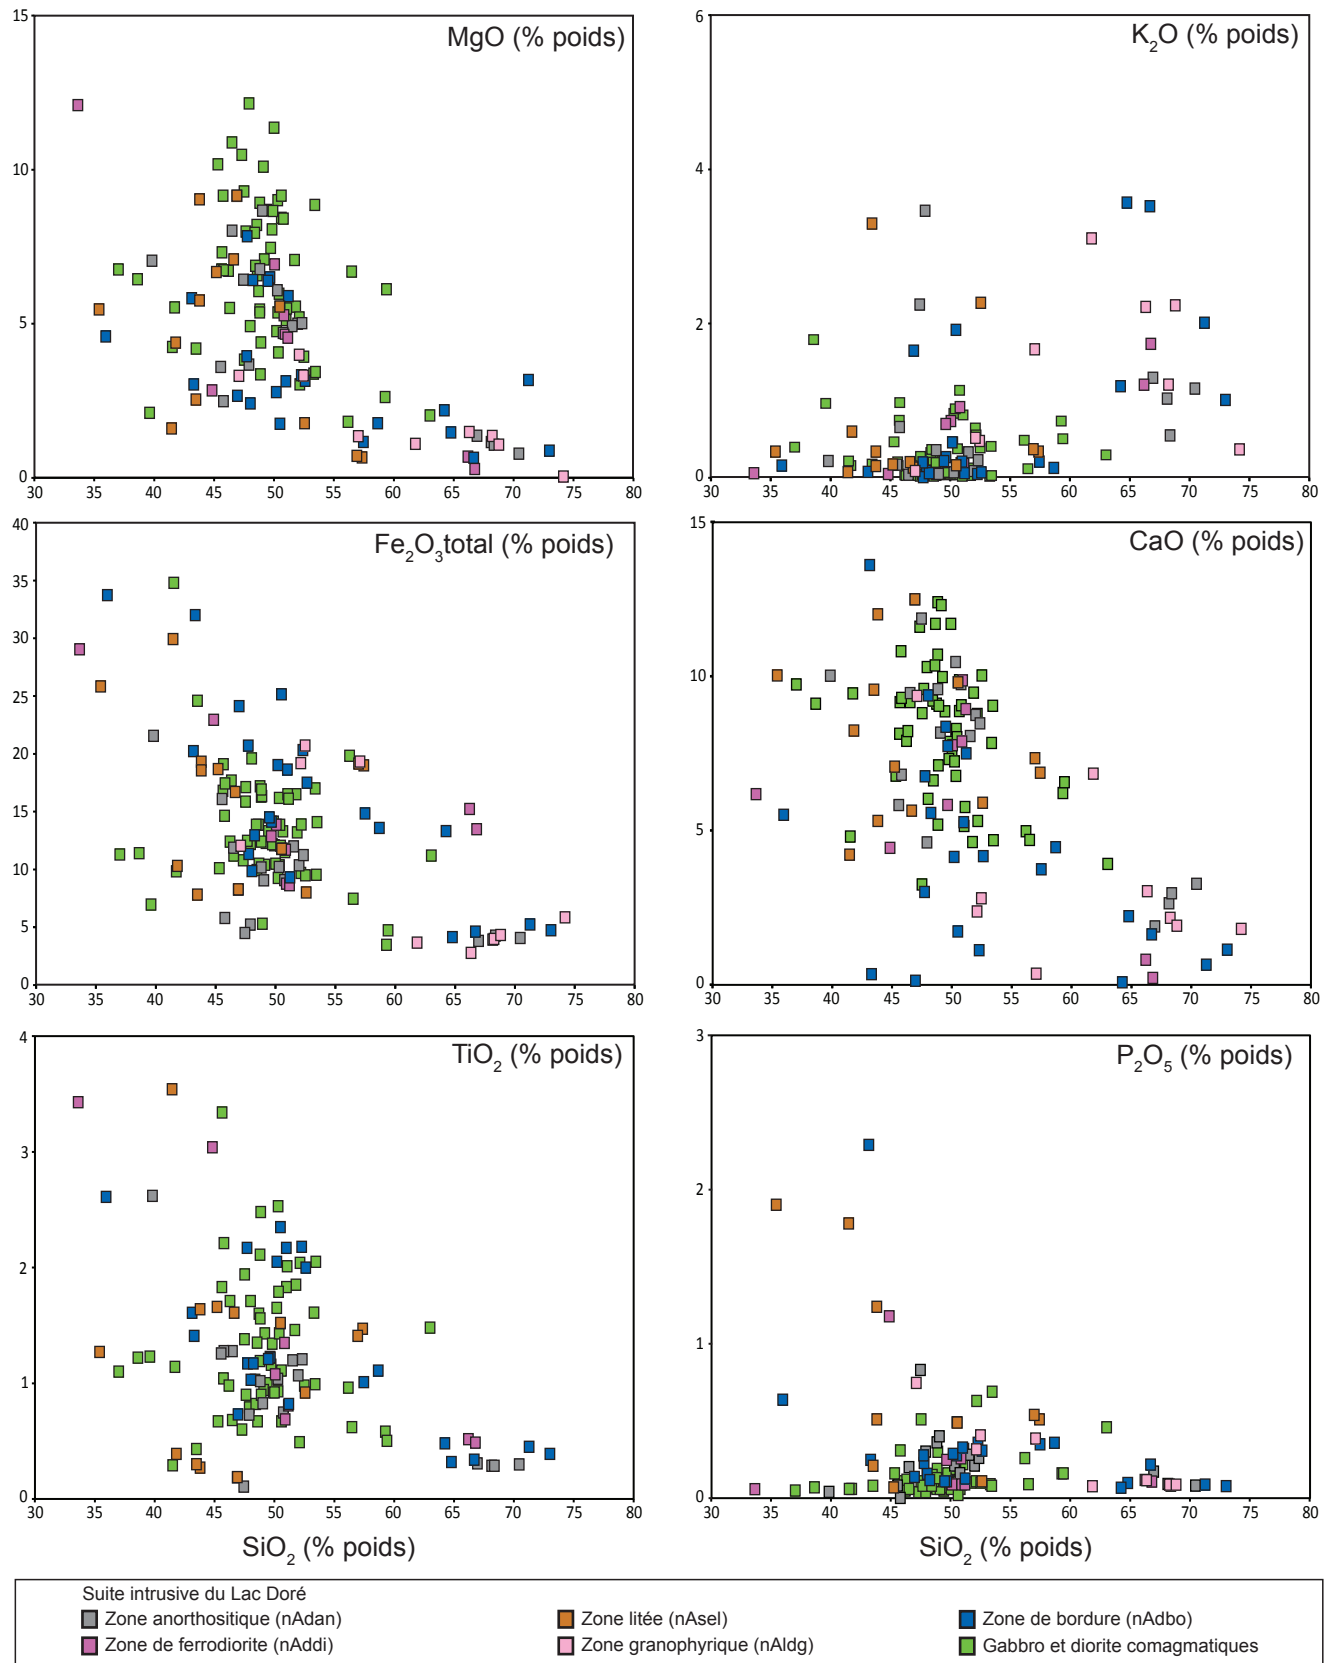 MgO (% poids)
15
10
5
0
30 35 40 45 50 55 60 65 70 75 80
K₂O (% poids)
6
4
2
0
30 35 40 45 50 55 60 65 70 75 80
Fe₂O₃total (% poids)
40
35
30
25
20
15
10
5
0
30 35 40 45 50 55 60 65 70 75 80
CaO (% poids)
15
10
5
0
30 35 40 45 50 55 60 65 70 75 80
TiO₂ (% poids)
4
3
2
1
0
30 35 40 45 50 55 60 65 70 75 80
SiO₂ (% poids)
P₂O₅ (% poids)
3
2
1
0
30 35 40 45 50 55 60 65 70 75 80
SiO₂ (% poids)
Suite intrusive du Lac Doré
Zone anorthositique (nAdan)
Zone litée (nAsel)
Zone de bordure (nAdbo)
Zone de ferrodiorite (nAddi)
Zone granophyrique (nAldg)
Gabbro et diorite comagmatiques